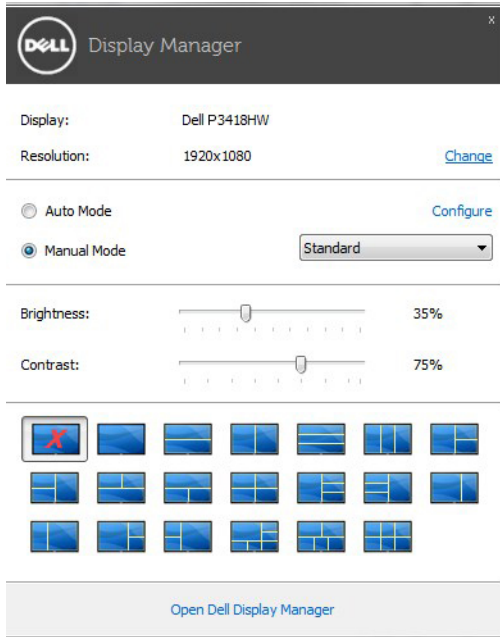 x
DELL Display Manager
Display: Dell P3418HW
Resolution: 1920x1080 Change
Auto Mode Configure
Manual Mode Standard
Brightness: 35%
Contrast: 75%
X
Open Dell Display Manager